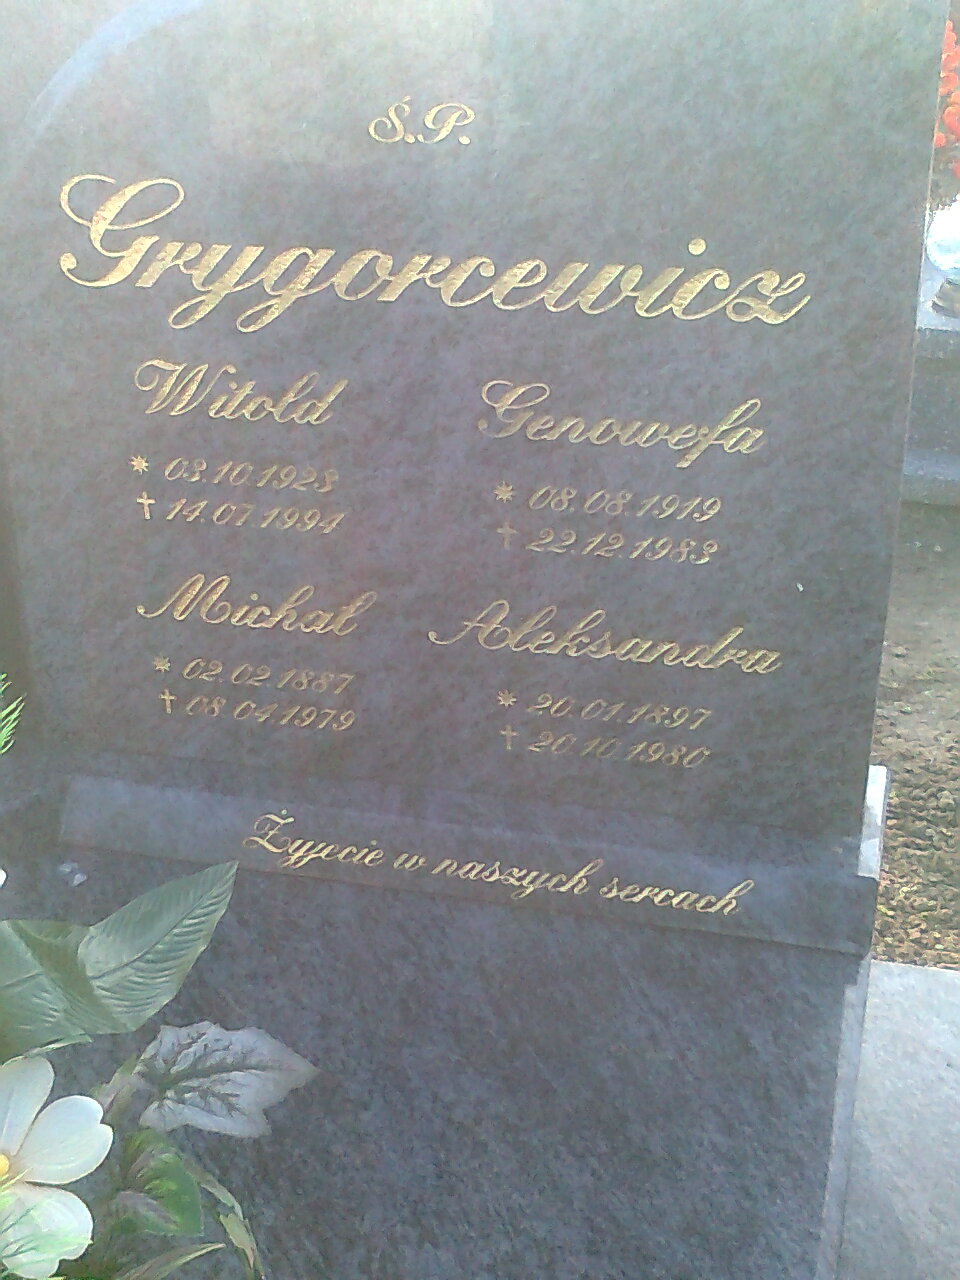 Ś.P.
Grygorcewicz
Witold
* 03.10.1923
† 14.07.1994
Genowefa
* 08.08.1919
† 22.12.1983
Michał
* 02.02.1887
† 08.04.1979
Aleksandra
* 20.01.1897
† 20.10.1980
Żyjecie w naszych sercach